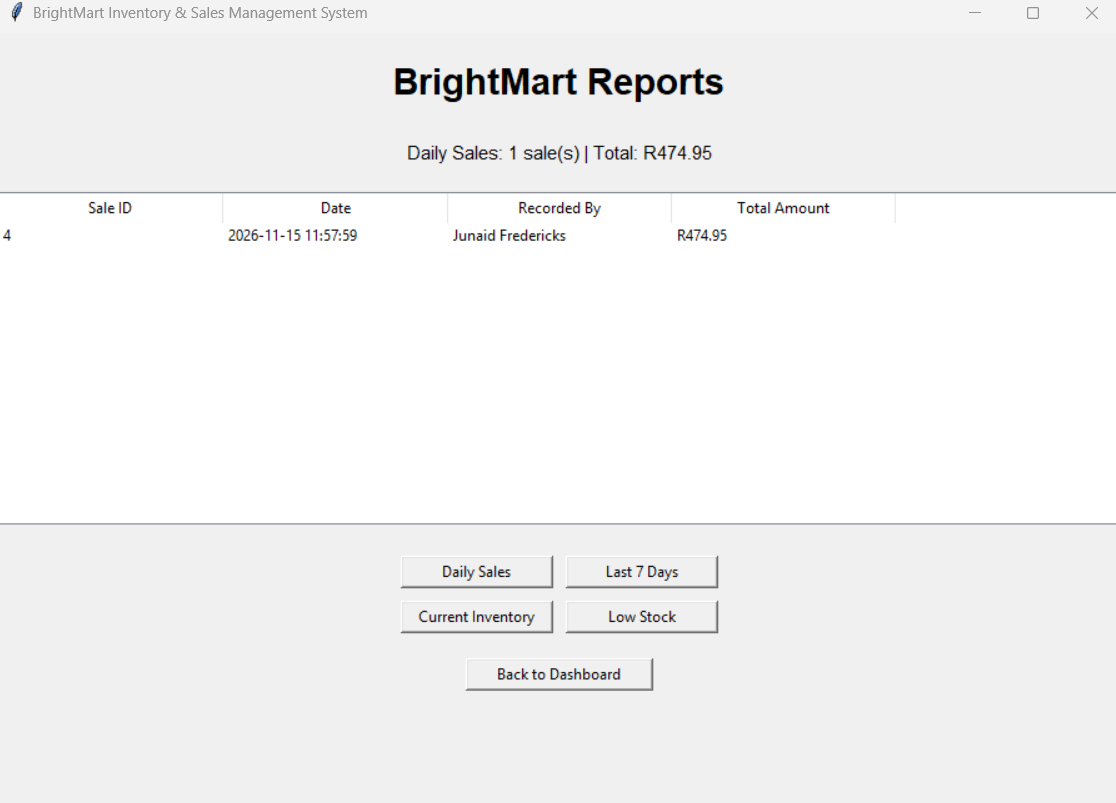 BrightMart Inventory & Sales Management System
BrightMart Reports
Daily Sales: 1 sale(s) | Total: R474.95
Sale ID Date Recorded By Total Amount
4 2026-11-15 11:57:59 Junaid Fredericks R474.95
Daily Sales Last 7 Days
Current Inventory Low Stock
Back to Dashboard